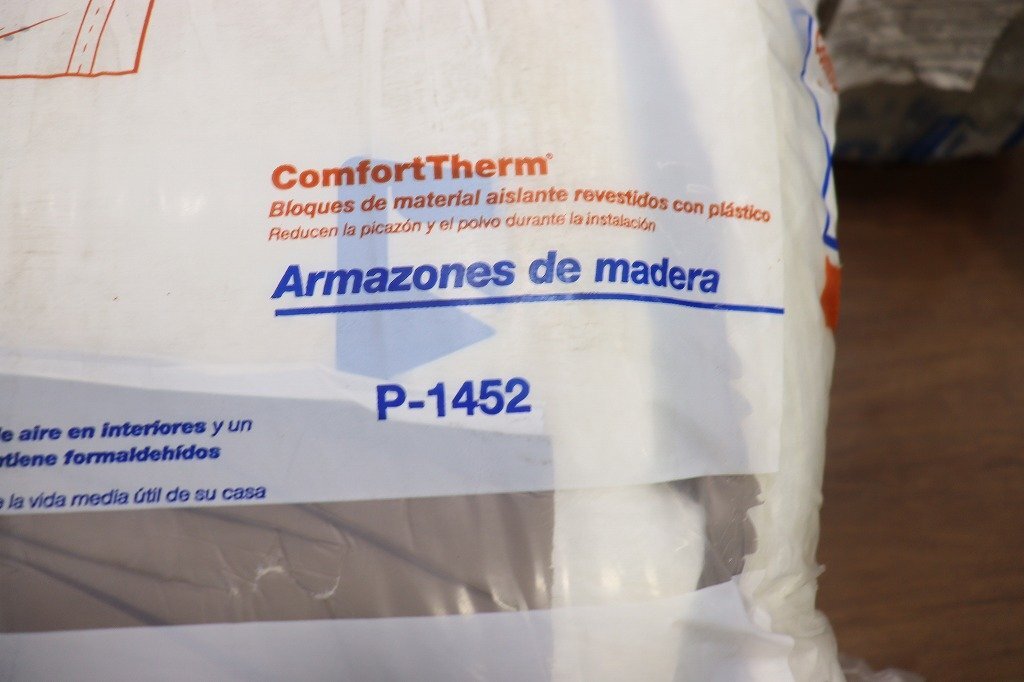 ComfortTherm®
Bloques de material aislante revestidos con plástico
Reducen la picazón y el polvo durante la instalación
Armazones de madera
P-1452
e aire en interiores y un
tiene formaldehídos
la vida media útil de su casa